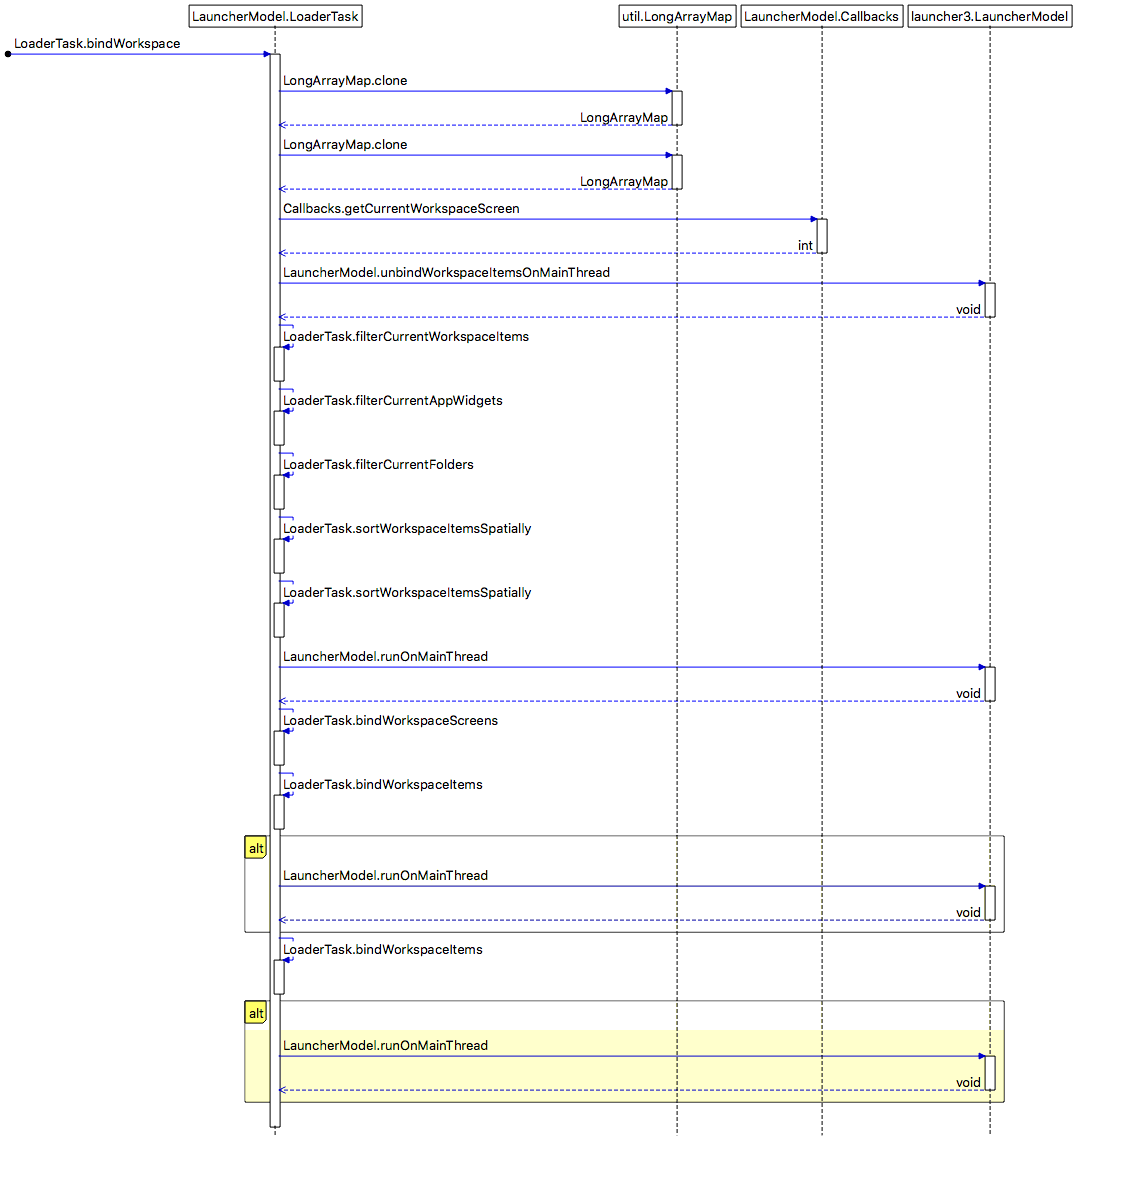 LauncherModel.LoaderTask
util.LongArrayMap
LauncherModel.Callbacks
launcher3.LauncherModel
LoaderTask.bindWorkspace
LongArrayMap.clone
LongArrayMap
LongArrayMap.clone
LongArrayMap
Callbacks.getCurrentWorkspaceScreen
int
LauncherModel.unbindWorkspaceItemsOnMainThread
void
LoaderTask.filterCurrentWorkspaceItems
LoaderTask.filterCurrentAppWidgets
LoaderTask.filterCurrentFolders
LoaderTask.sortWorkspaceItemsSpatially
LoaderTask.sortWorkspaceItemsSpatially
LauncherModel.runOnMainThread
void
LoaderTask.bindWorkspaceScreens
LoaderTask.bindWorkspaceItems
alt
LauncherModel.runOnMainThread
void
LoaderTask.bindWorkspaceItems
alt
LauncherModel.runOnMainThread
void